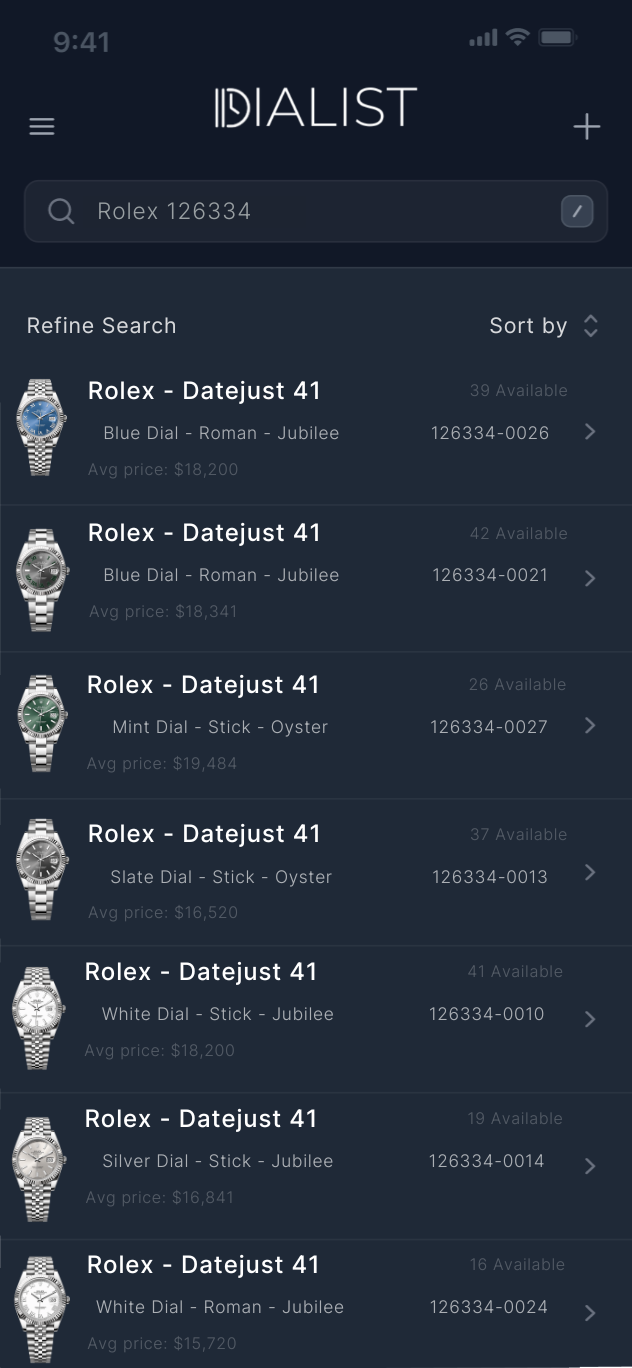 9:41
DIALIST
Rolex 126334
/
Refine Search Sort by
Rolex - Datejust 41 39 Available
Blue Dial - Roman - Jubilee 126334-0026
Avg price: $18,200
Rolex - Datejust 41 42 Available
Blue Dial - Roman - Jubilee 126334-0021
Avg price: $18,341
Rolex - Datejust 41 26 Available
Mint Dial - Stick - Oyster 126334-0027
Avg price: $19,484
Rolex - Datejust 41 37 Available
Slate Dial - Stick - Oyster 126334-0013
Avg price: $16,520
Rolex - Datejust 41 41 Available
White Dial - Stick - Jubilee 126334-0010
Avg price: $18,200
Rolex - Datejust 41 19 Available
Silver Dial - Stick - Jubilee 126334-0014
Avg price: $16,841
Rolex - Datejust 41 16 Available
White Dial - Roman - Jubilee 126334-0024
Avg price: $15,720